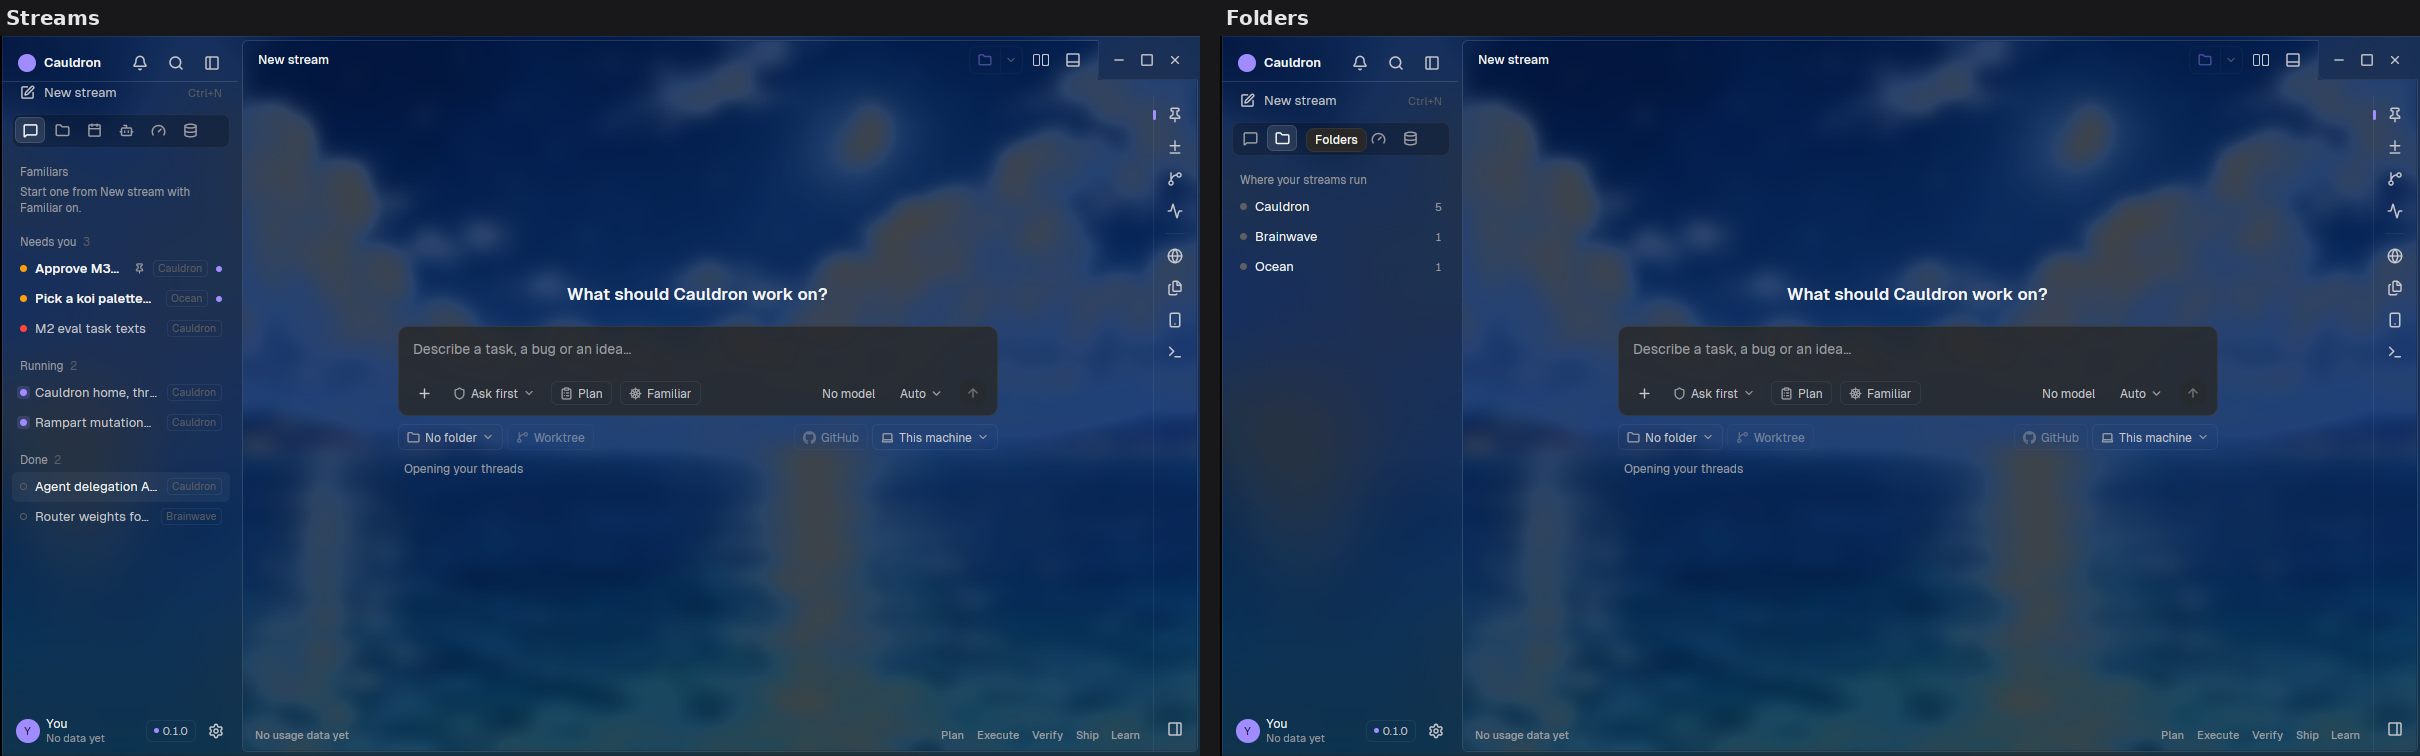 Streams
Cauldron
New stream Ctrl+N
Familiars
Start one from New stream with
Familiar on.
Needs you 3
Approve M3... Cauldron
Pick a koi palette... Ocean
M2 eval task texts Cauldron
Running 2
Cauldron home, thr... Cauldron
Rampart mutation... Cauldron
Done 2
Agent delegation A... Cauldron
Router weights fo... Brainwave
Y
You
No data yet
0.1.0
New stream
What should Cauldron work on?
Describe a task, a bug or an idea...
Ask first Plan Familiar No model Auto
No folder Worktree GitHub This machine
Opening your threads
No usage data yet
Plan Execute Verify Ship Learn
Folders
Cauldron
New stream Ctrl+N
Folders
Where your streams run
Cauldron 5
Brainwave 1
Ocean 1
Y
You
No data yet
0.1.0
New stream
What should Cauldron work on?
Describe a task, a bug or an idea...
Ask first Plan Familiar No model Auto
No folder Worktree GitHub This machine
Opening your threads
No usage data yet
Plan Execute Verify Ship Learn